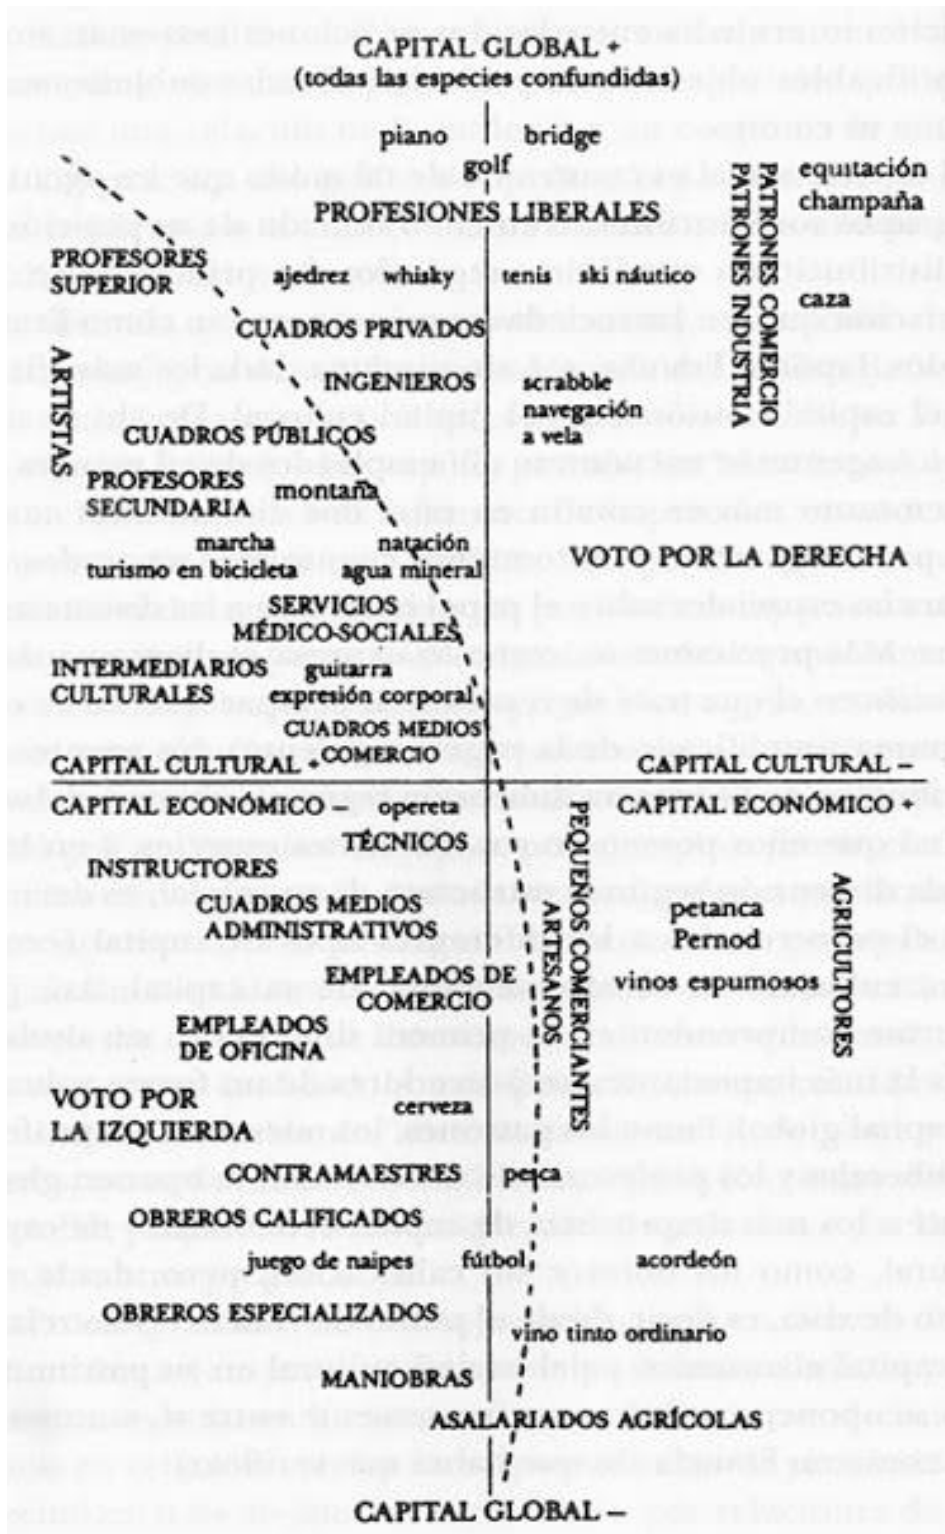 CAPITAL GLOBAL +
(todas las especies confundidas)
piano bridge
golf
PROFESIONES LIBERALES
PATRONES COMERCIO
PATRONES INDUSTRIA
equitación
champaña
caza
PROFESORES
SUPERIOR
ajedrez whisky tenis ski náutico
ARTISTAS
CUADROS PRIVADOS
INGENIEROS
scrabble
navegación
a vela
CUADROS PÚBLICOS
PROFESORES
SECUNDARIA
montaña
marcha natación
turismo en bicicleta agua mineral
VOTO POR LA DERECHA
SERVICIOS
MÉDICO-SOCIALES
INTERMEDIARIOS
CULTURALES
guitarra
expresión corporal
CUADROS MEDIOS
COMERCIO
CAPITAL CULTURAL +
CAPITAL CULTURAL –
CAPITAL ECONÓMICO –
opereta
CAPITAL ECONÓMICO +
TÉCNICOS
INSTRUCTORES
CUADROS MEDIOS
ADMINISTRATIVOS
PEQUEÑOS COMERCIANTES
ARTESANOS
petanca
Pernod
vinos espumosos
AGRICULTORES
EMPLEADOS DE
COMERCIO
EMPLEADOS
DE OFICINA
VOTO POR
LA IZQUIERDA
cerveza
CONTRAMAESTRES
pesca
OBREROS CALIFICADOS
juego de naipes fútbol acordeón
OBREROS ESPECIALIZADOS
vino tinto ordinario
MANIOBRAS
ASALARIADOS AGRÍCOLAS
CAPITAL GLOBAL –